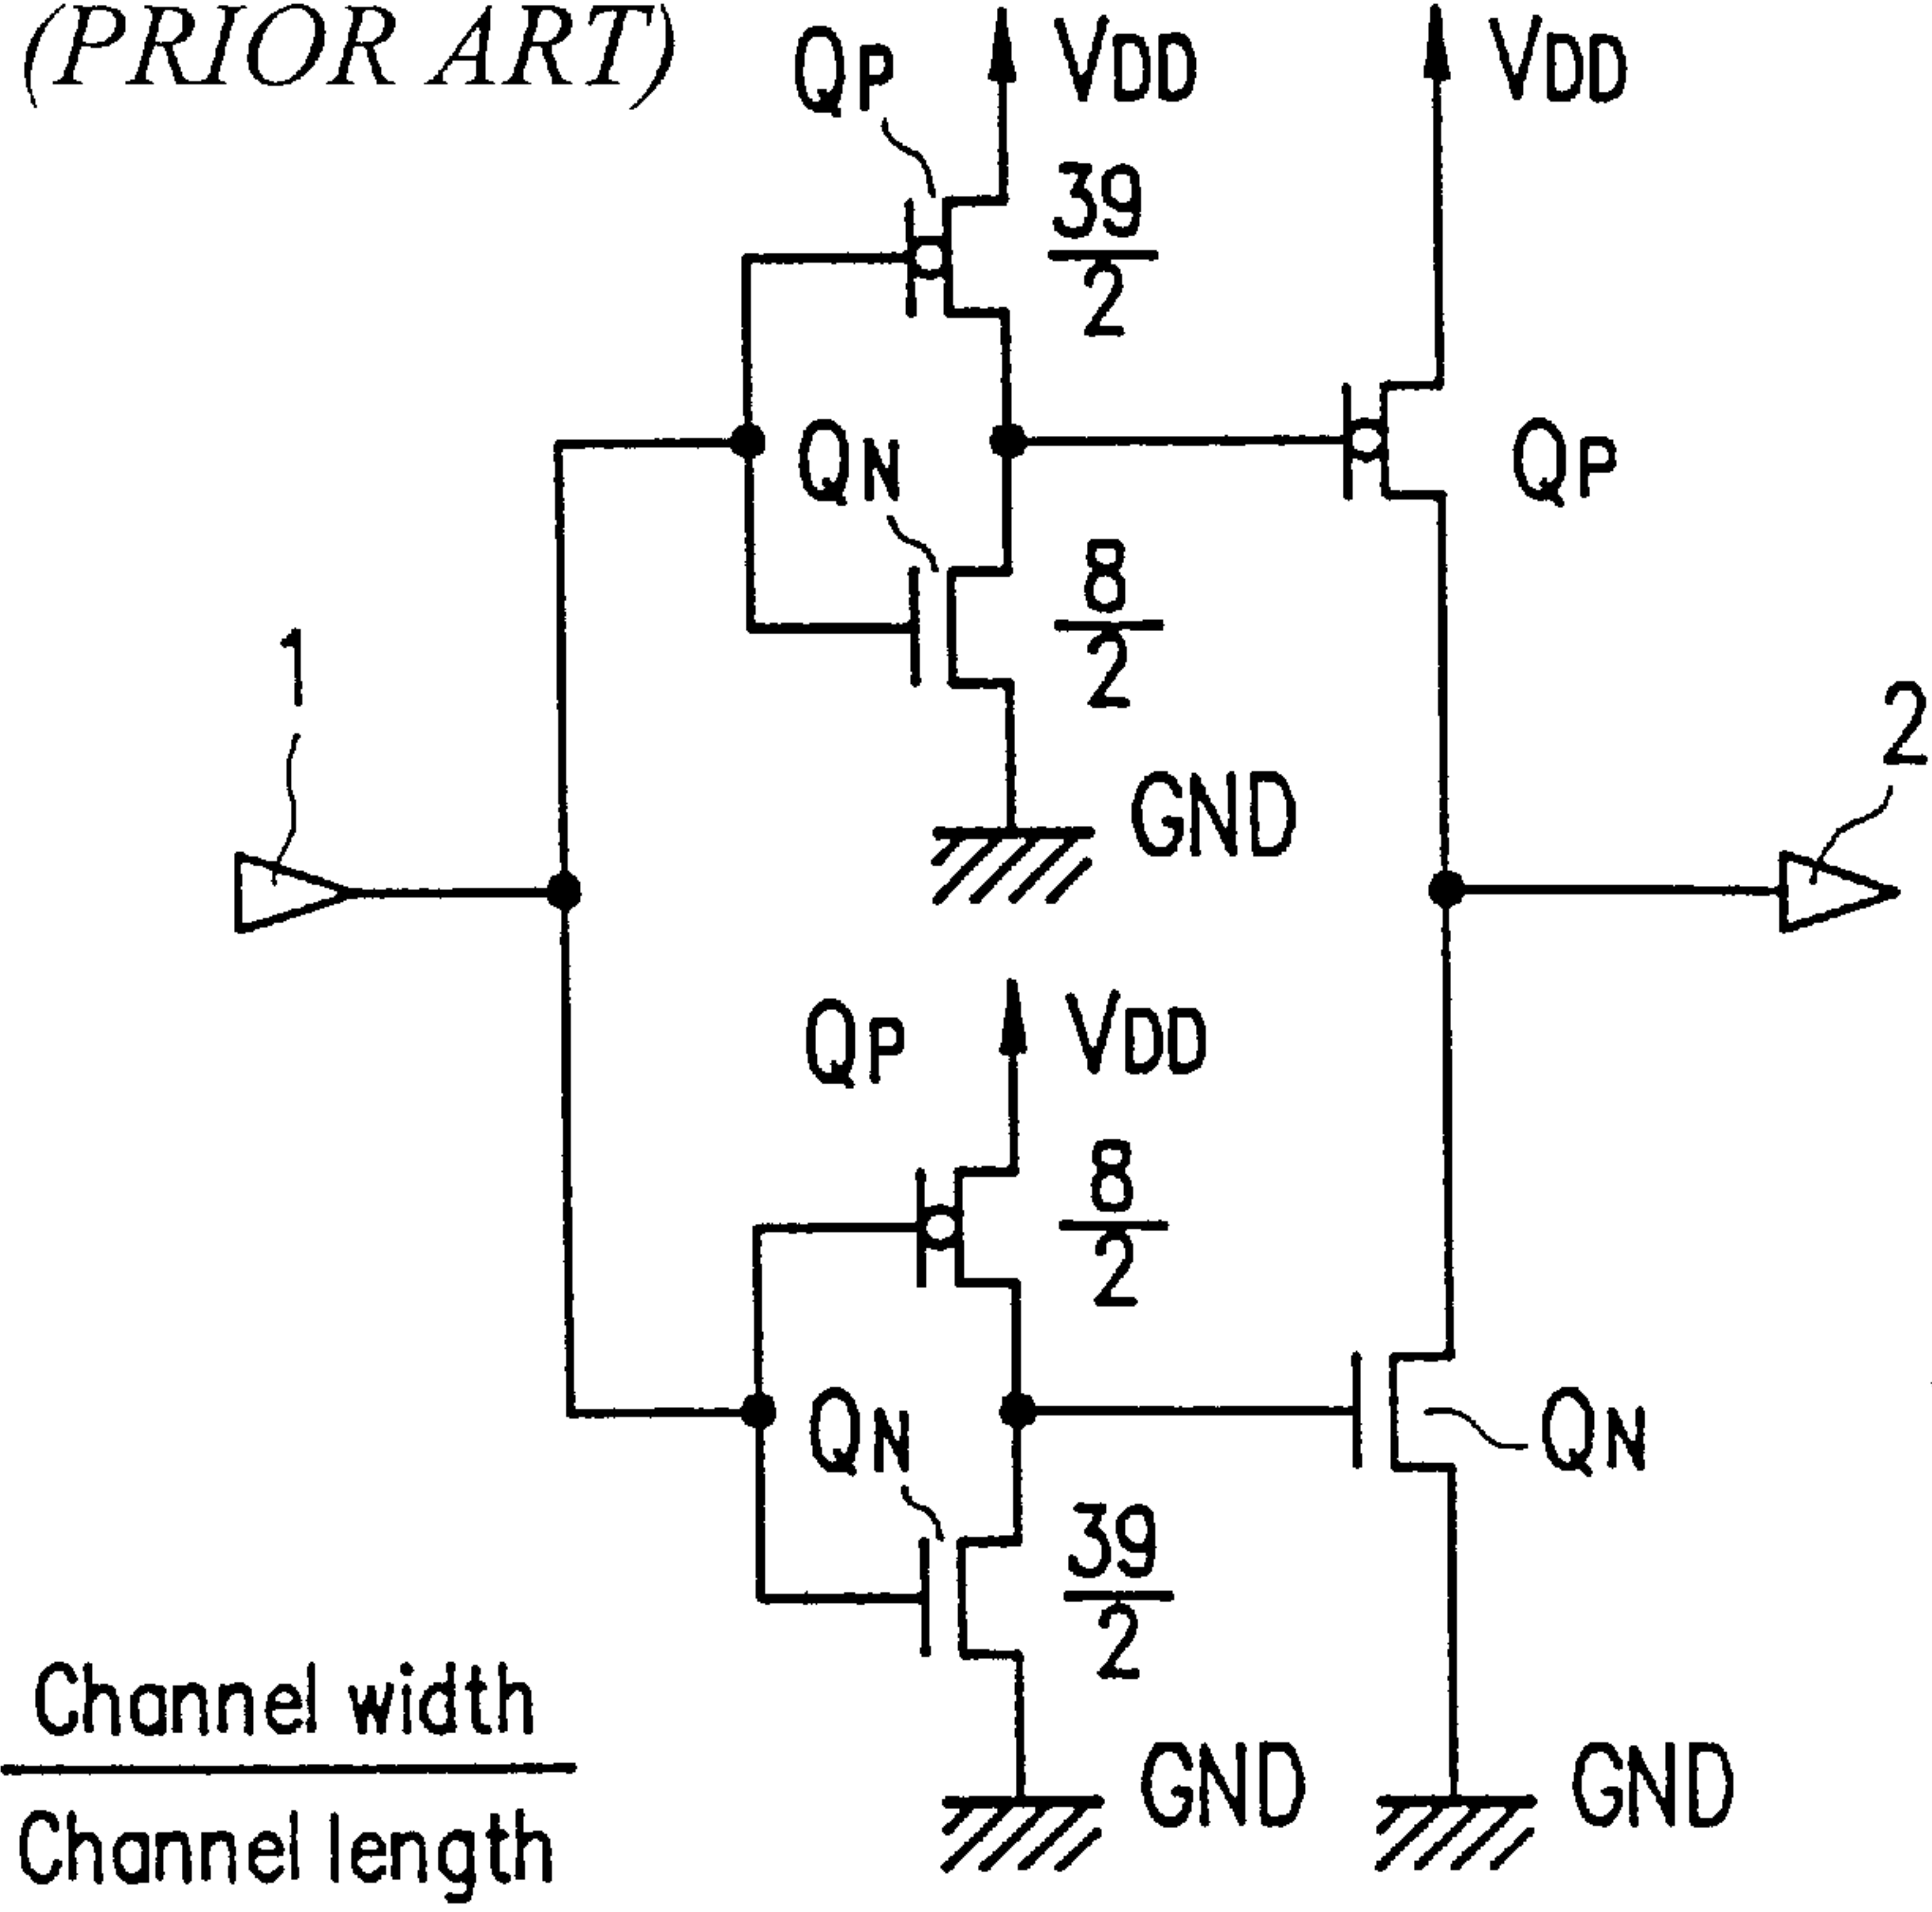 (PRIOR ART)
QP
VDD
VDD
39
2
QN
QP
8
2
1
2
GND
QP
VDD
8
2
QN
QN
39
2
Channel width
Channel length
GND
GND